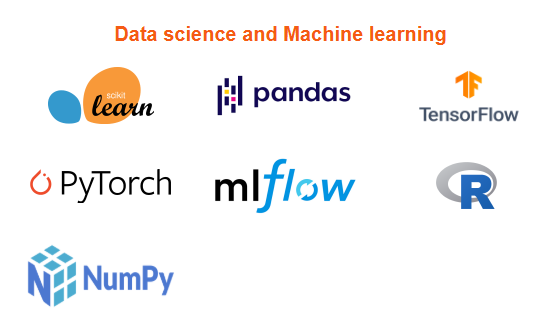 Data science and Machine learning
scikit
learn
pandas
TensorFlow
PyTorch
mlflow
R
NumPy